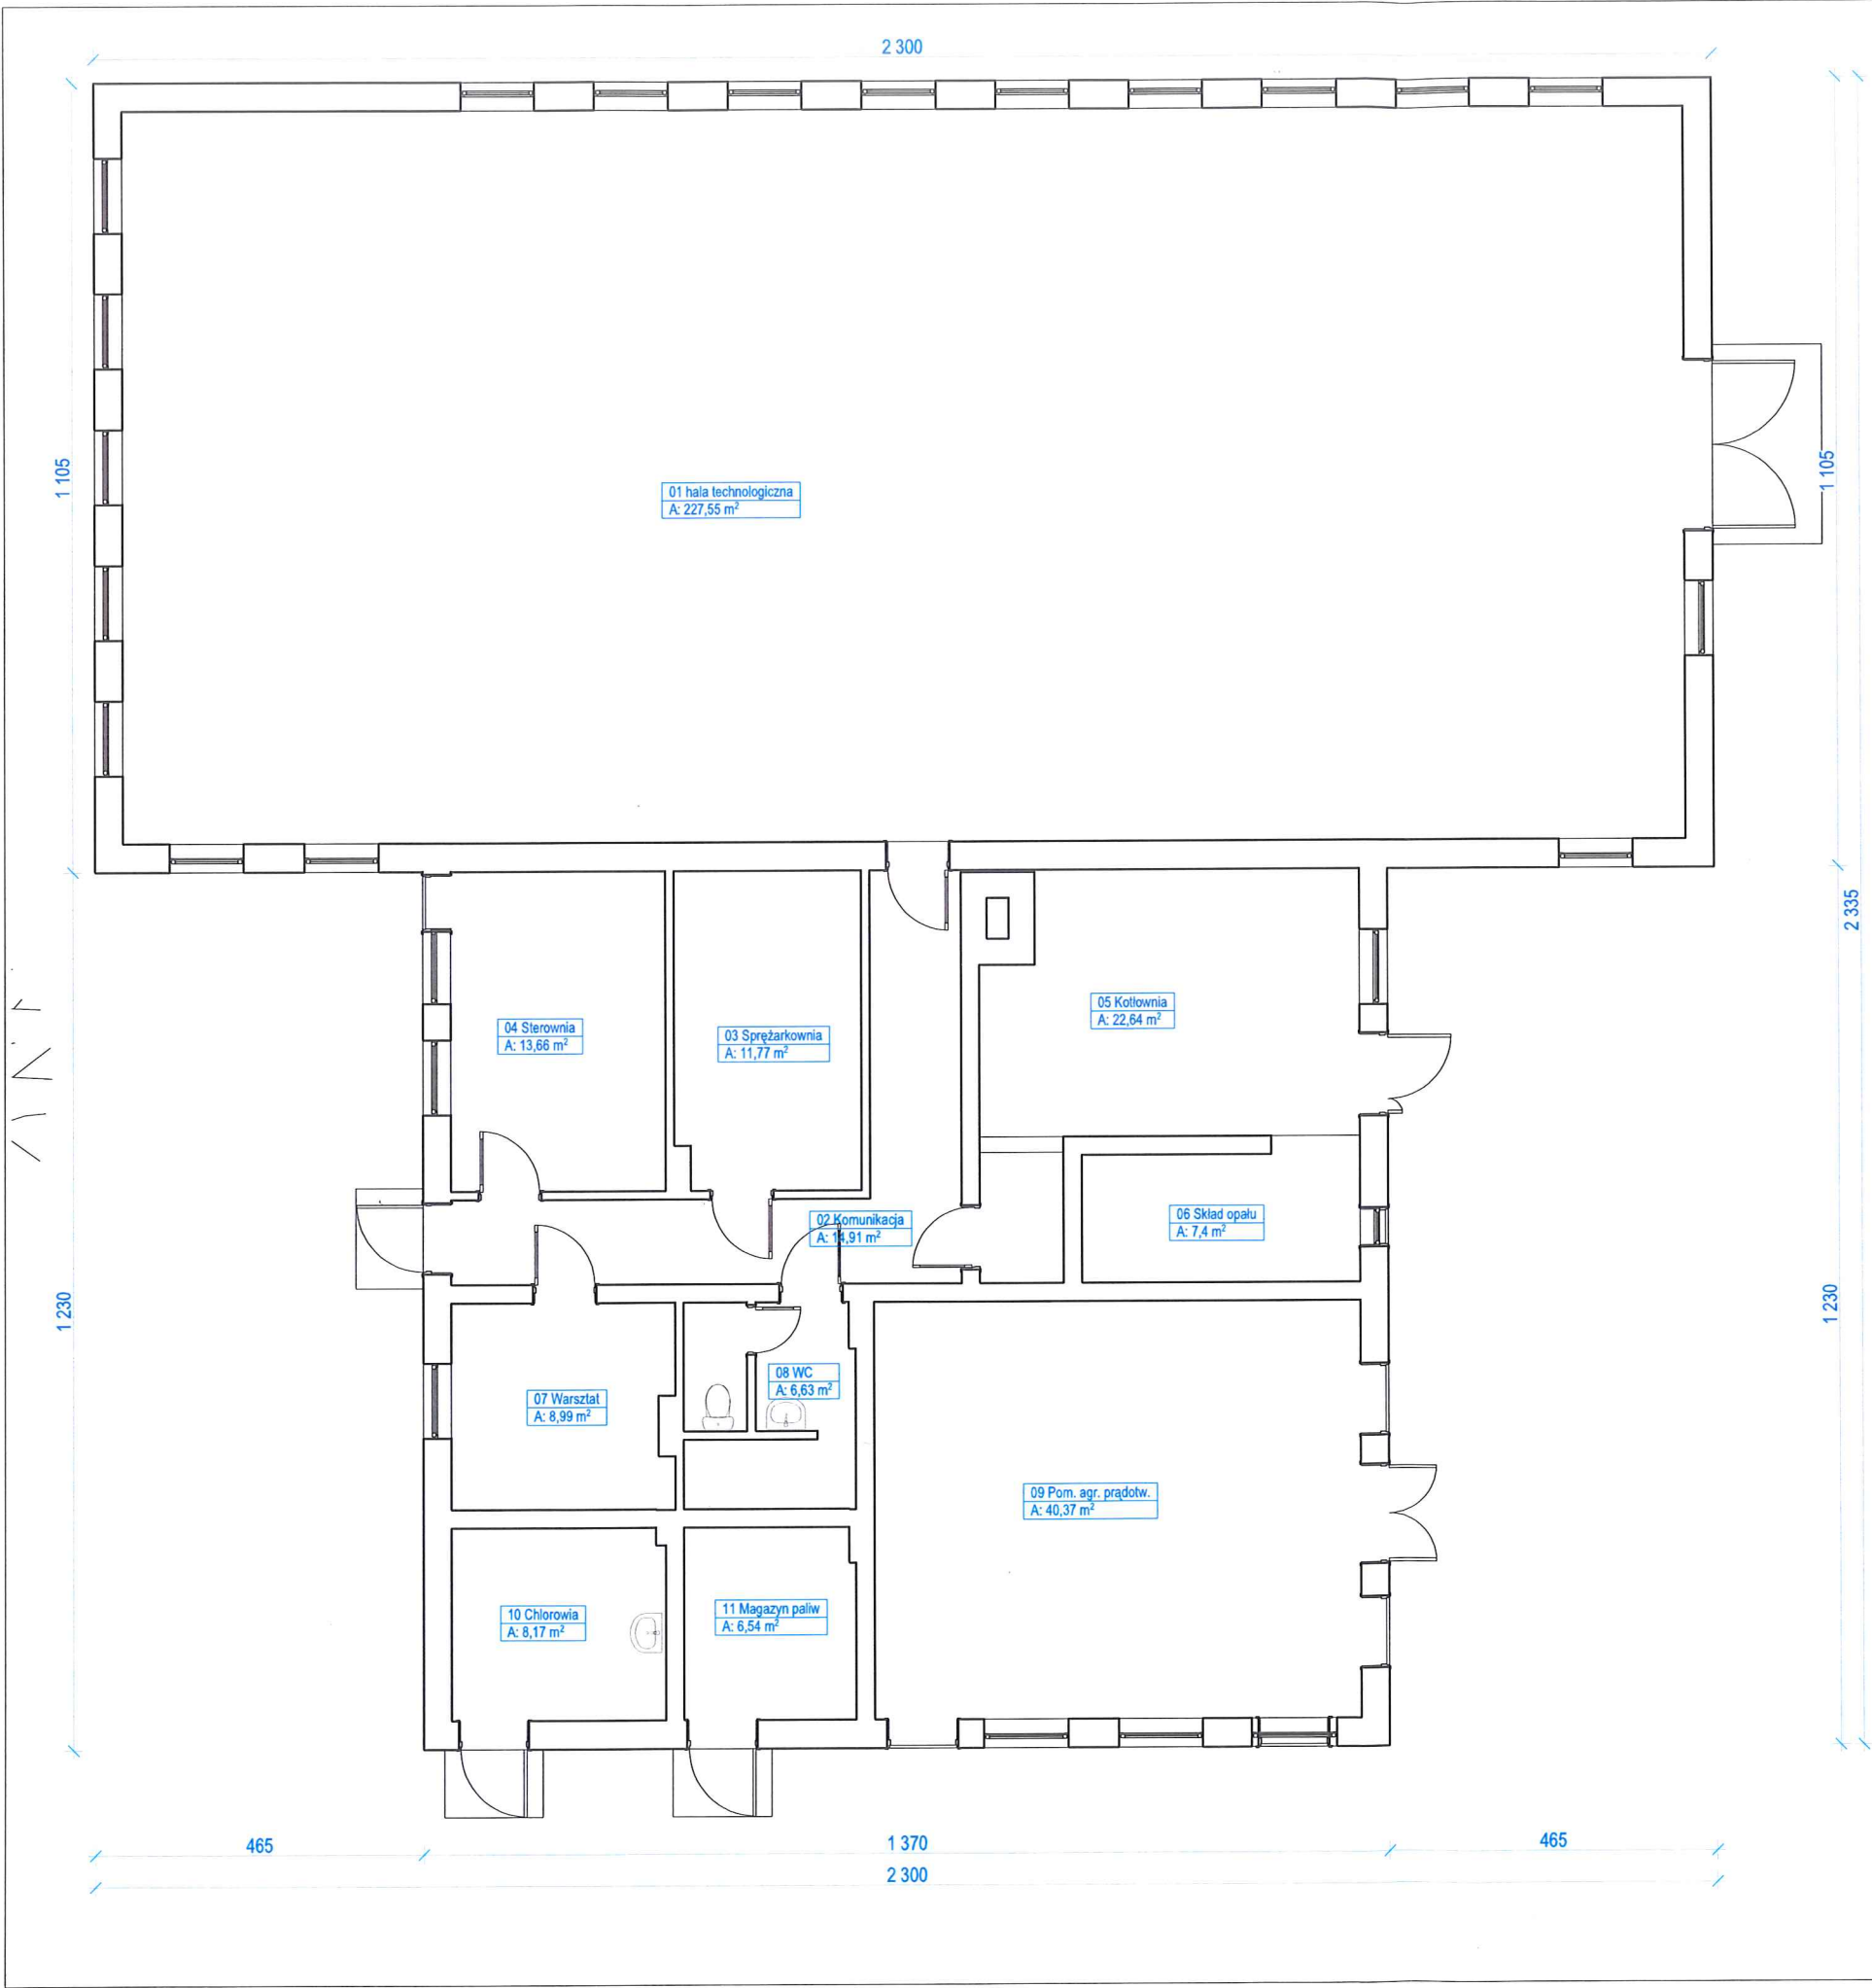 2 300
1 105
01 hala technologiczna
A: 227,55 m²
1 105
2 335
04 Sterownia
A: 13,66 m²
03 Sprężarkownia
A: 11,77 m²
05 Kotłownia
A: 22,64 m²
02 Komunikacja
A: 14,91 m²
06 Skład opału
A: 7,4 m²
1 230
1 230
07 Warsztat
A: 8,99 m²
08 WC
A: 6,63 m²
09 Pom. agr. prądotw.
A: 40,37 m²
10 Chlorowia
A: 8,17 m²
11 Magazyn paliw
A: 6,54 m²
465
1 370
465
2 300